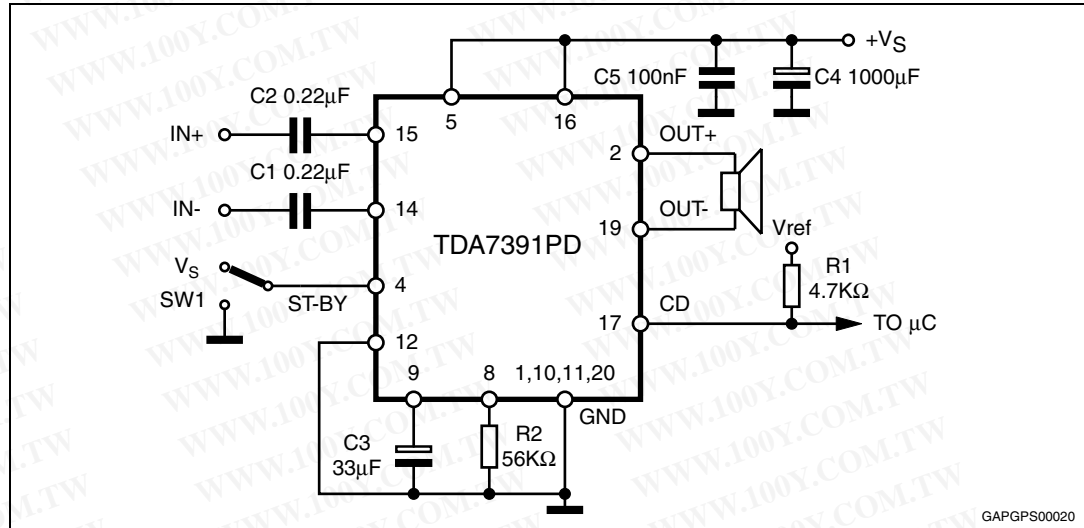 +VS
C5 100nF
C4 1000µF
C2 0.22µF
IN+
15
5
16
OUT+
2
C1 0.22µF
IN-
14
OUT-
19
Vref
TDA7391PD
VS
SW1
ST-BY
4
R1
4.7KΩ
CD
17
TO µC
12
9
8
1,10,11,20
GND
C3
33µF
R2
56KΩ
GAPGPS00020
WWW.100Y.COM.TW